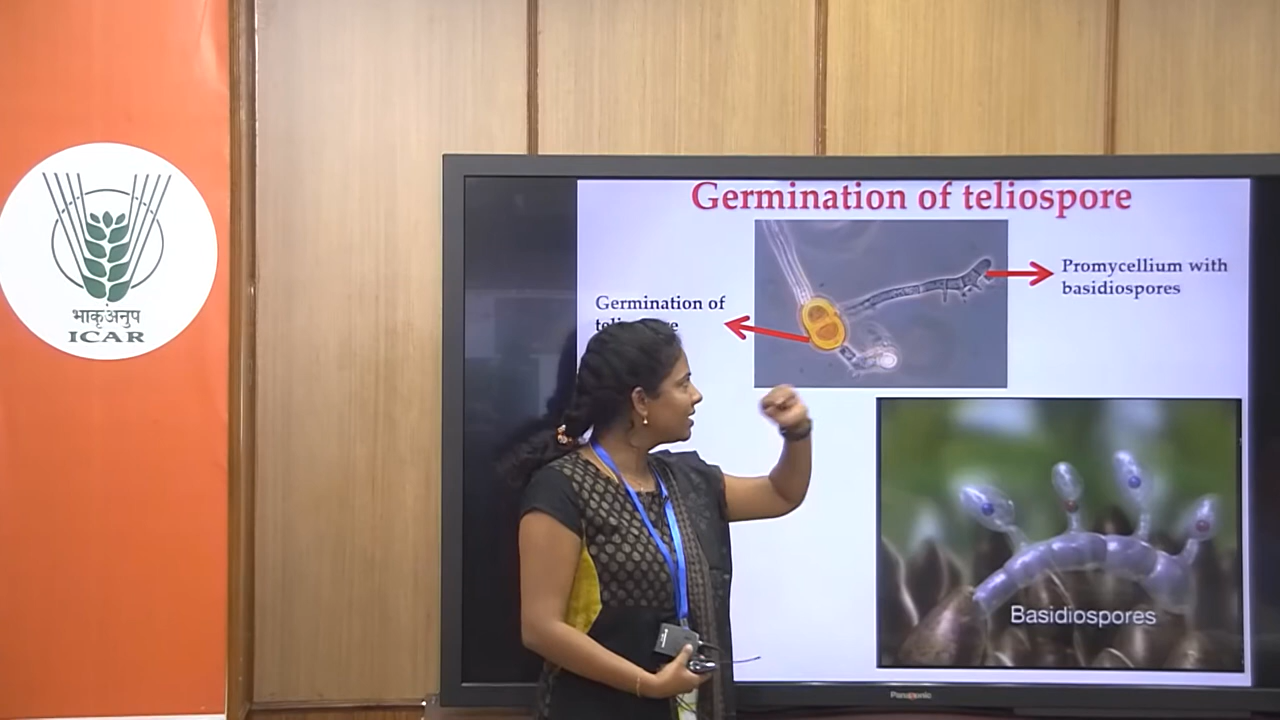 भाकृअनुप
ICAR
Germination of teliospore
Promycellium with
basidiospores
Germination of
Basidiospores
Panasonic